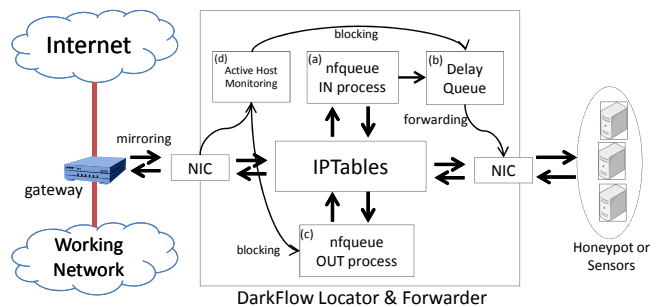 Internet
blocking
(d)
Active Host
Monitoring
(a)
nfqueue
IN process
(b)
Delay
Queue
mirroring
forwarding
NIC
IPTables
NIC
gateway
Working
Network
blocking
(c)
nfqueue
OUT process
Honeypot or
Sensors
DarkFlow Locator & Forwarder